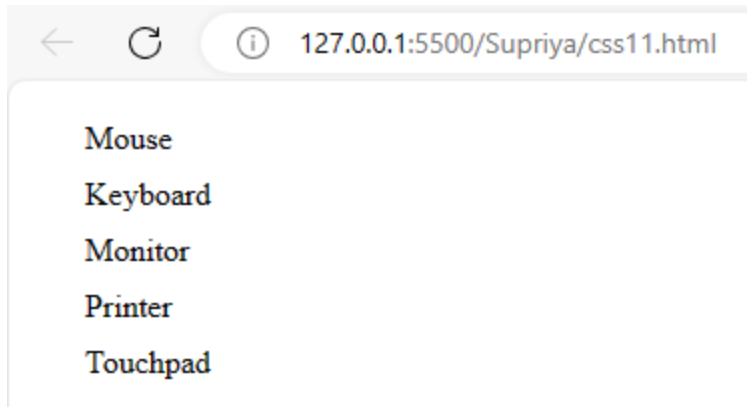 127.0.0.1:5500/Supriya/css11.html
Mouse
Keyboard
Monitor
Printer
Touchpad